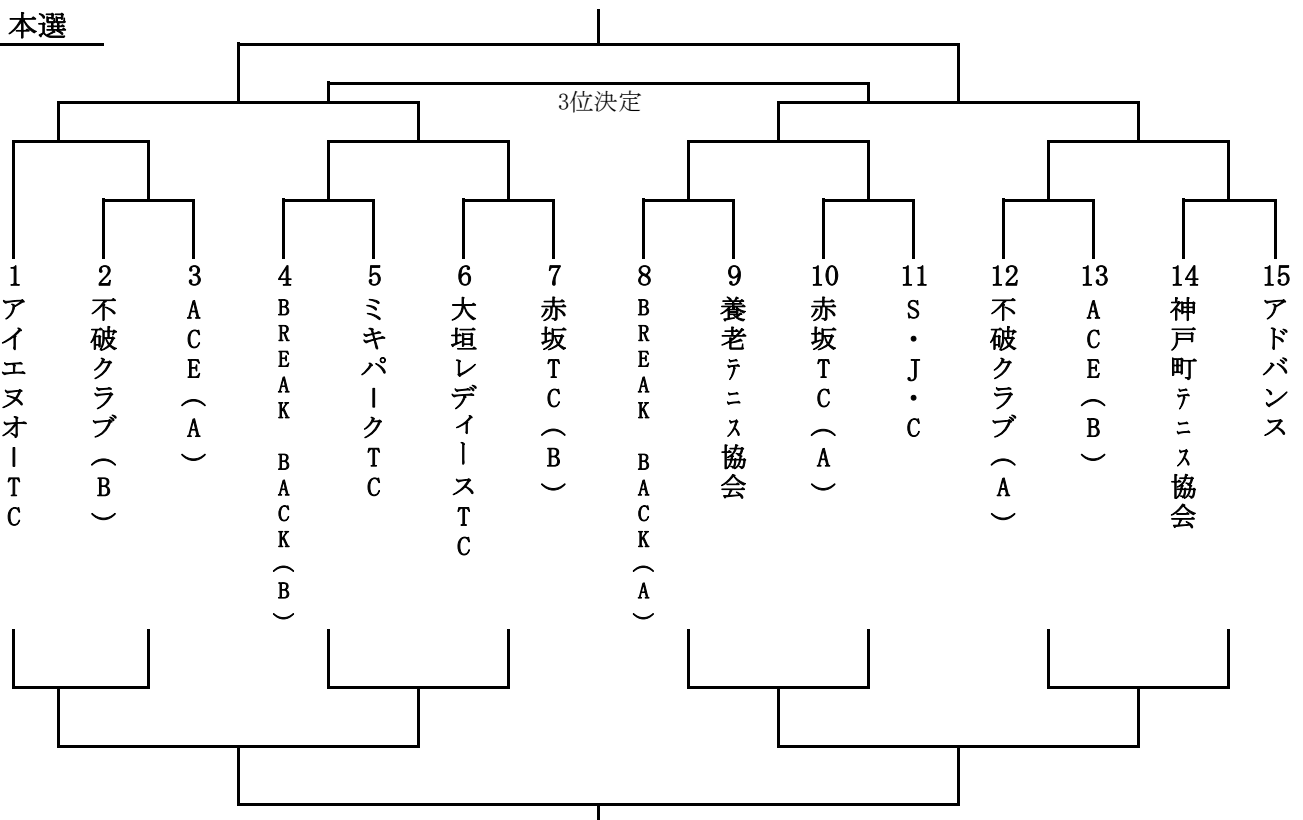 本選
3位決定
1
アイエヌオーTC
2
不破クラブ(B)
3
ACE(A)
4
BREAK BACK(B)
5
ミキパークTC
6
大垣レディースTC
7
赤坂TC(B)
8
BREAK BACK(A)
9
養老ﾃﾆｽ協会
10
赤坂TC(A)
11
S・J・C
12
不破クラブ(A)
13
ACE(B)
14
神戸町ﾃﾆｽ協会
15
アドバンス